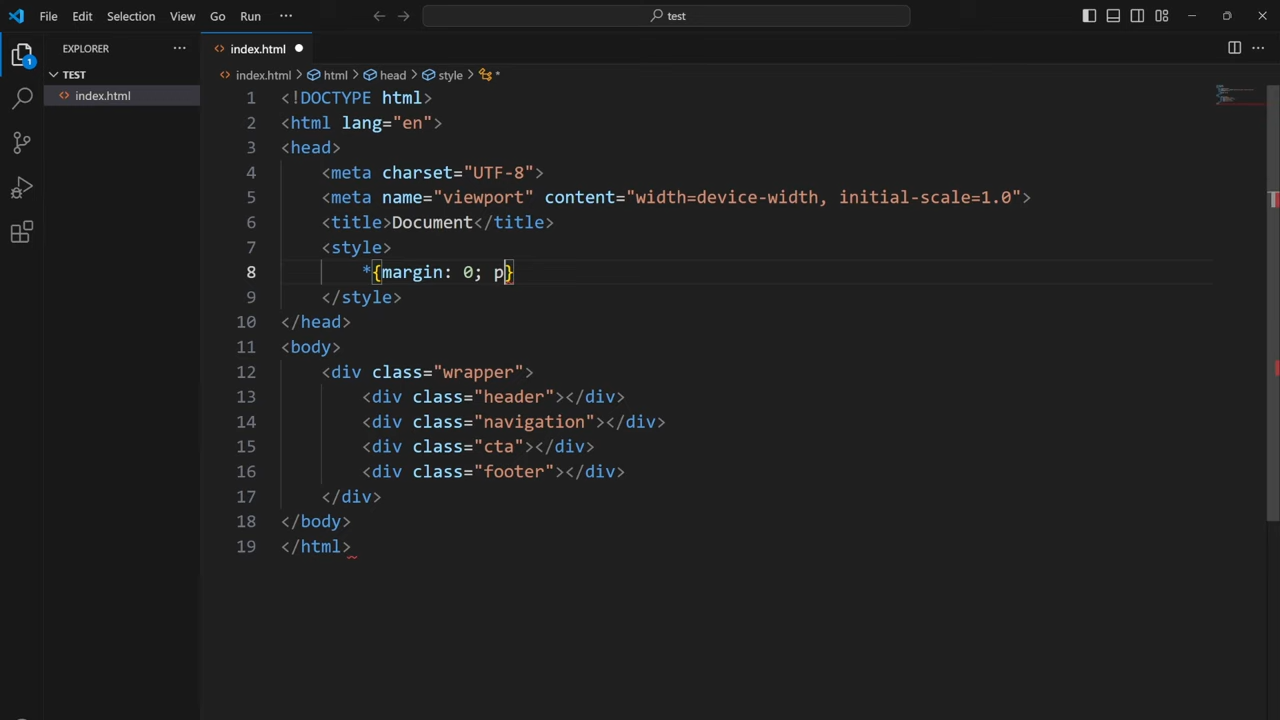 File Edit Selection View Go Run ··· test
EXPLORER ··· index.html
TEST
index.html
1
index.html > html > head > style > *
1 <!DOCTYPE html>
2 <html lang="en">
3 <head>
4 <meta charset="UTF-8">
5 <meta name="viewport" content="width=device-width, initial-scale=1.0">
6 <title>Document</title>
7 <style>
8 *{margin: 0; p}
9 </style>
10 </head>
11 <body>
12 <div class="wrapper">
13 <div class="header"></div>
14 <div class="navigation"></div>
15 <div class="cta"></div>
16 <div class="footer"></div>
17 </div>
18 </body>
19 </html>